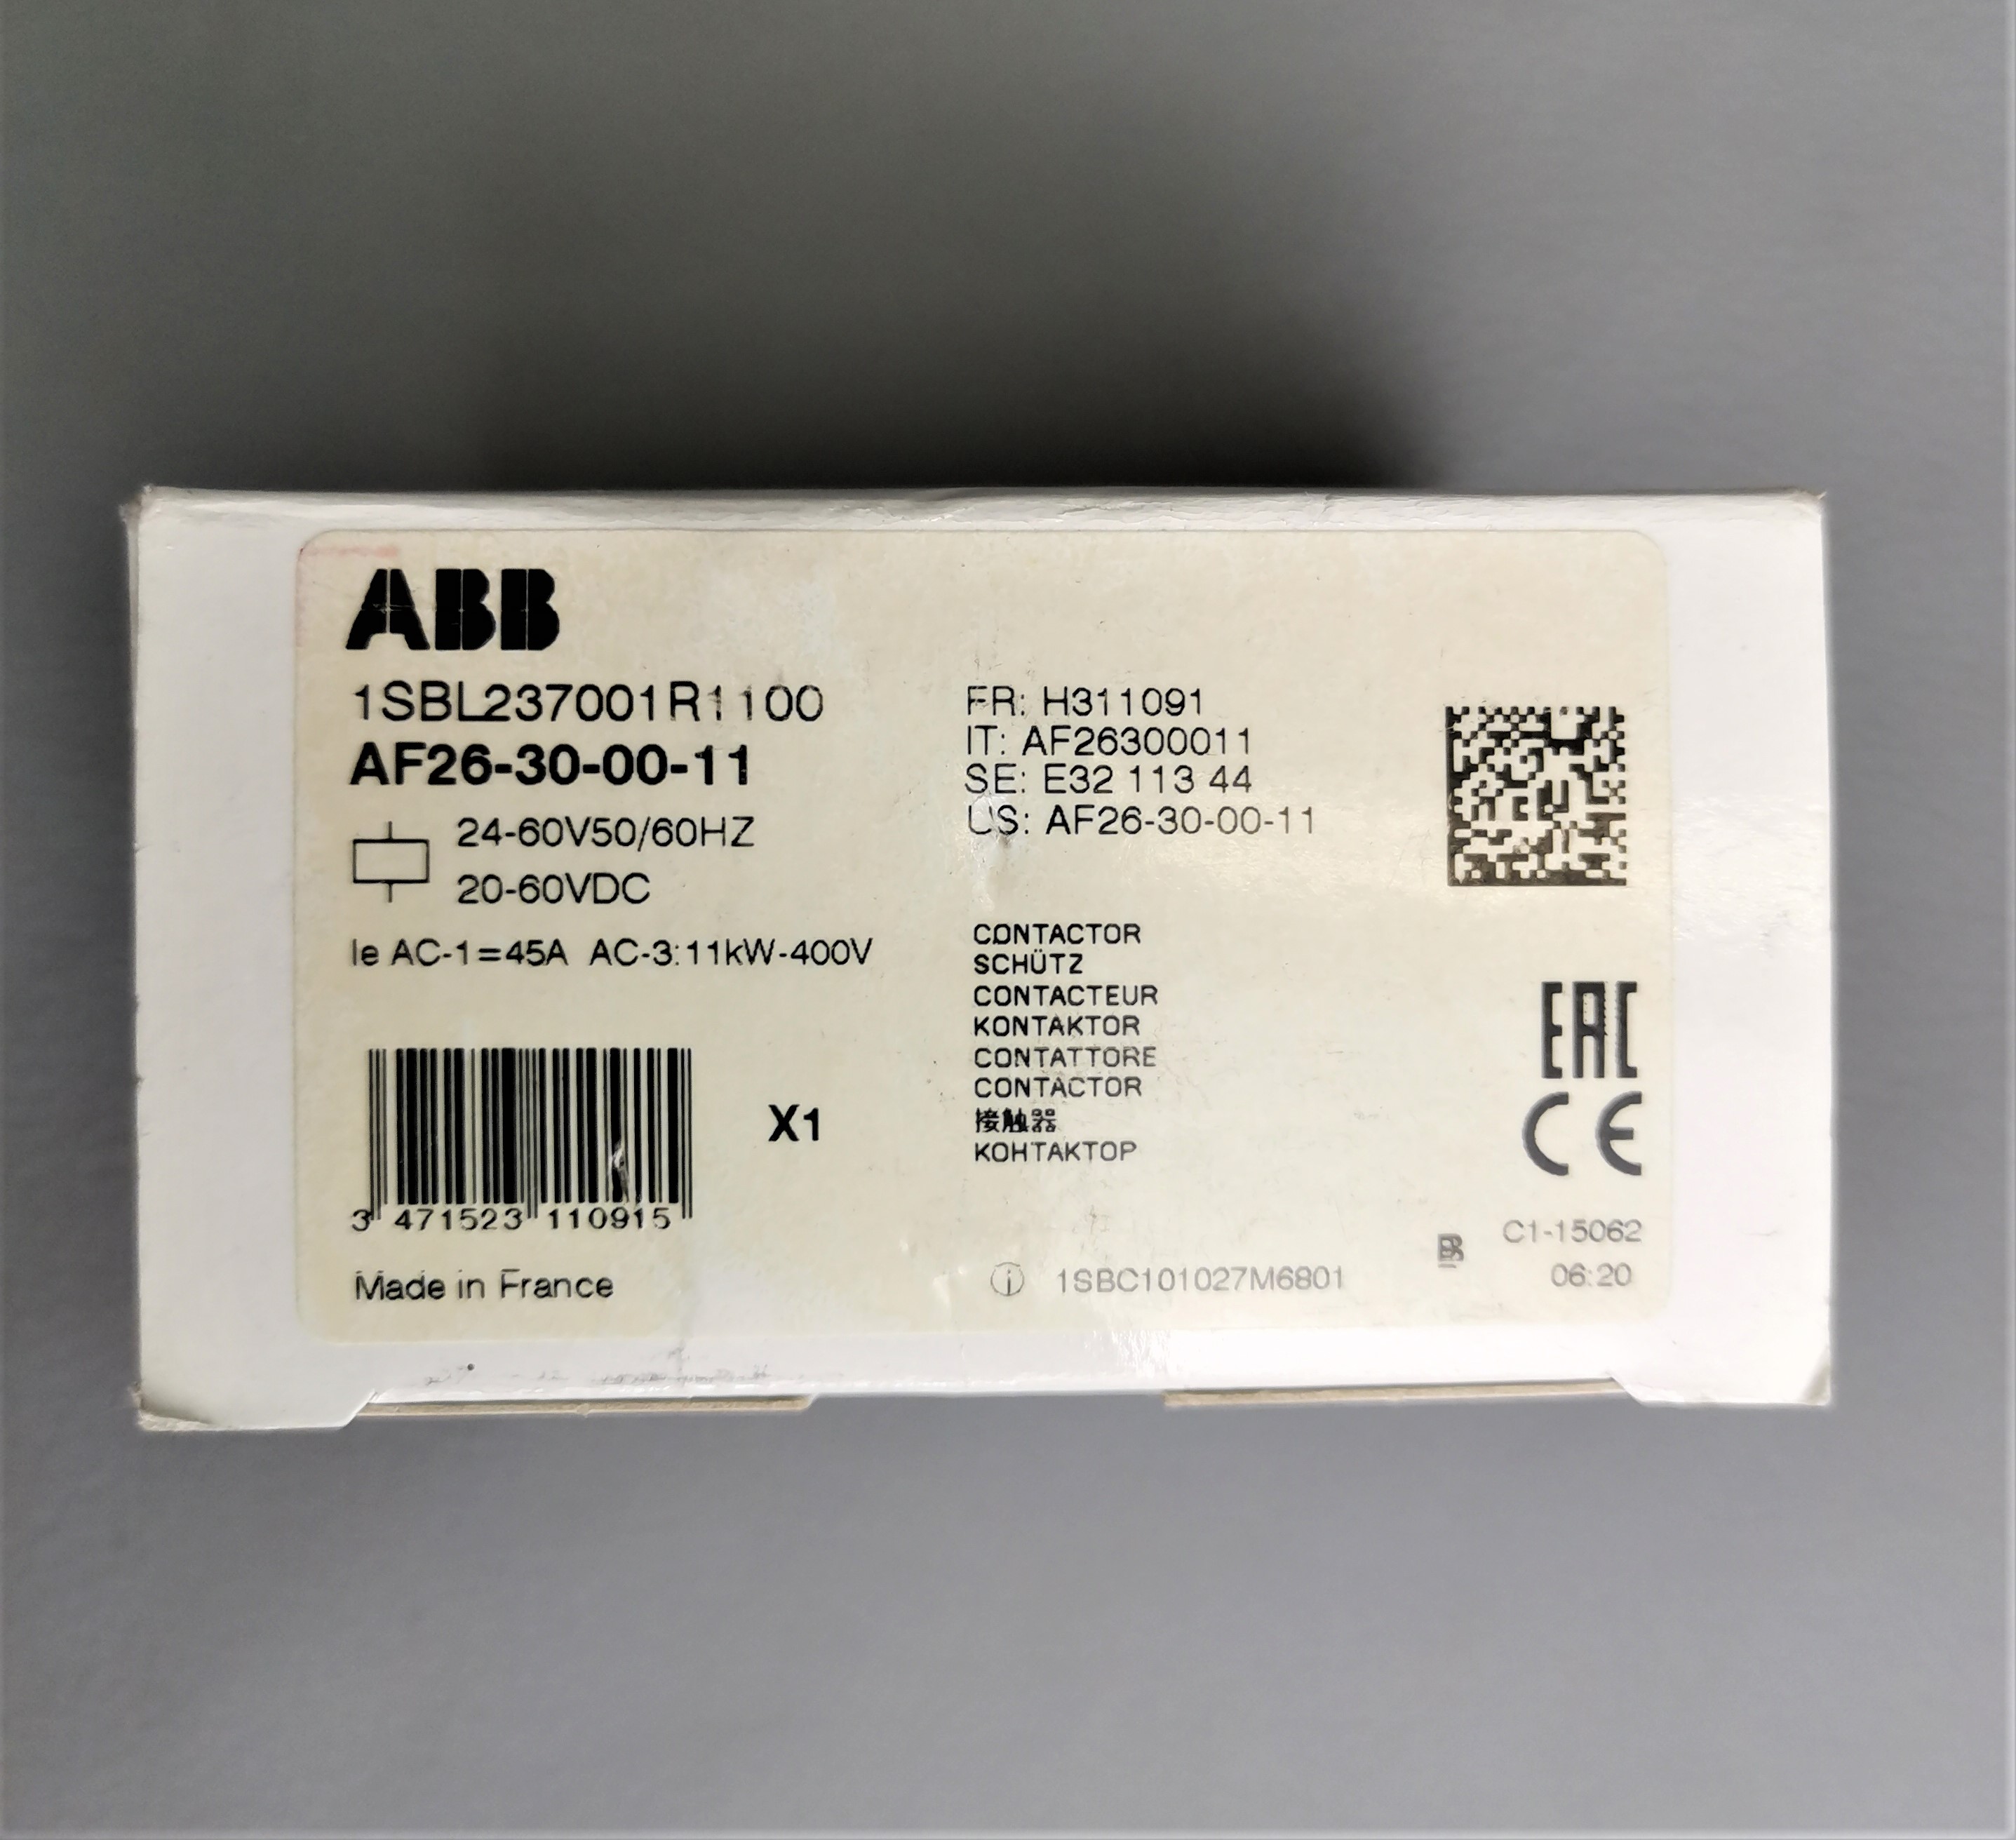 ABB
1SBL237001R1100
AF26-30-00-11
24-60V50/60HZ
20-60VDC
Ie AC-1=45A AC-3:11kW-400V
3 471523 110915
X1
Made in France
FR: H311091
IT: AF26300011
SE: E32 113 44
US: AF26-30-00-11
CONTACTOR
SCHÜTZ
CONTACTEUR
KONTAKTOR
CONTATTORE
CONTACTOR
接触器
КОНТАКТОР
i 1SBC101027M6801
EAC
CE
C1-15062
06:20